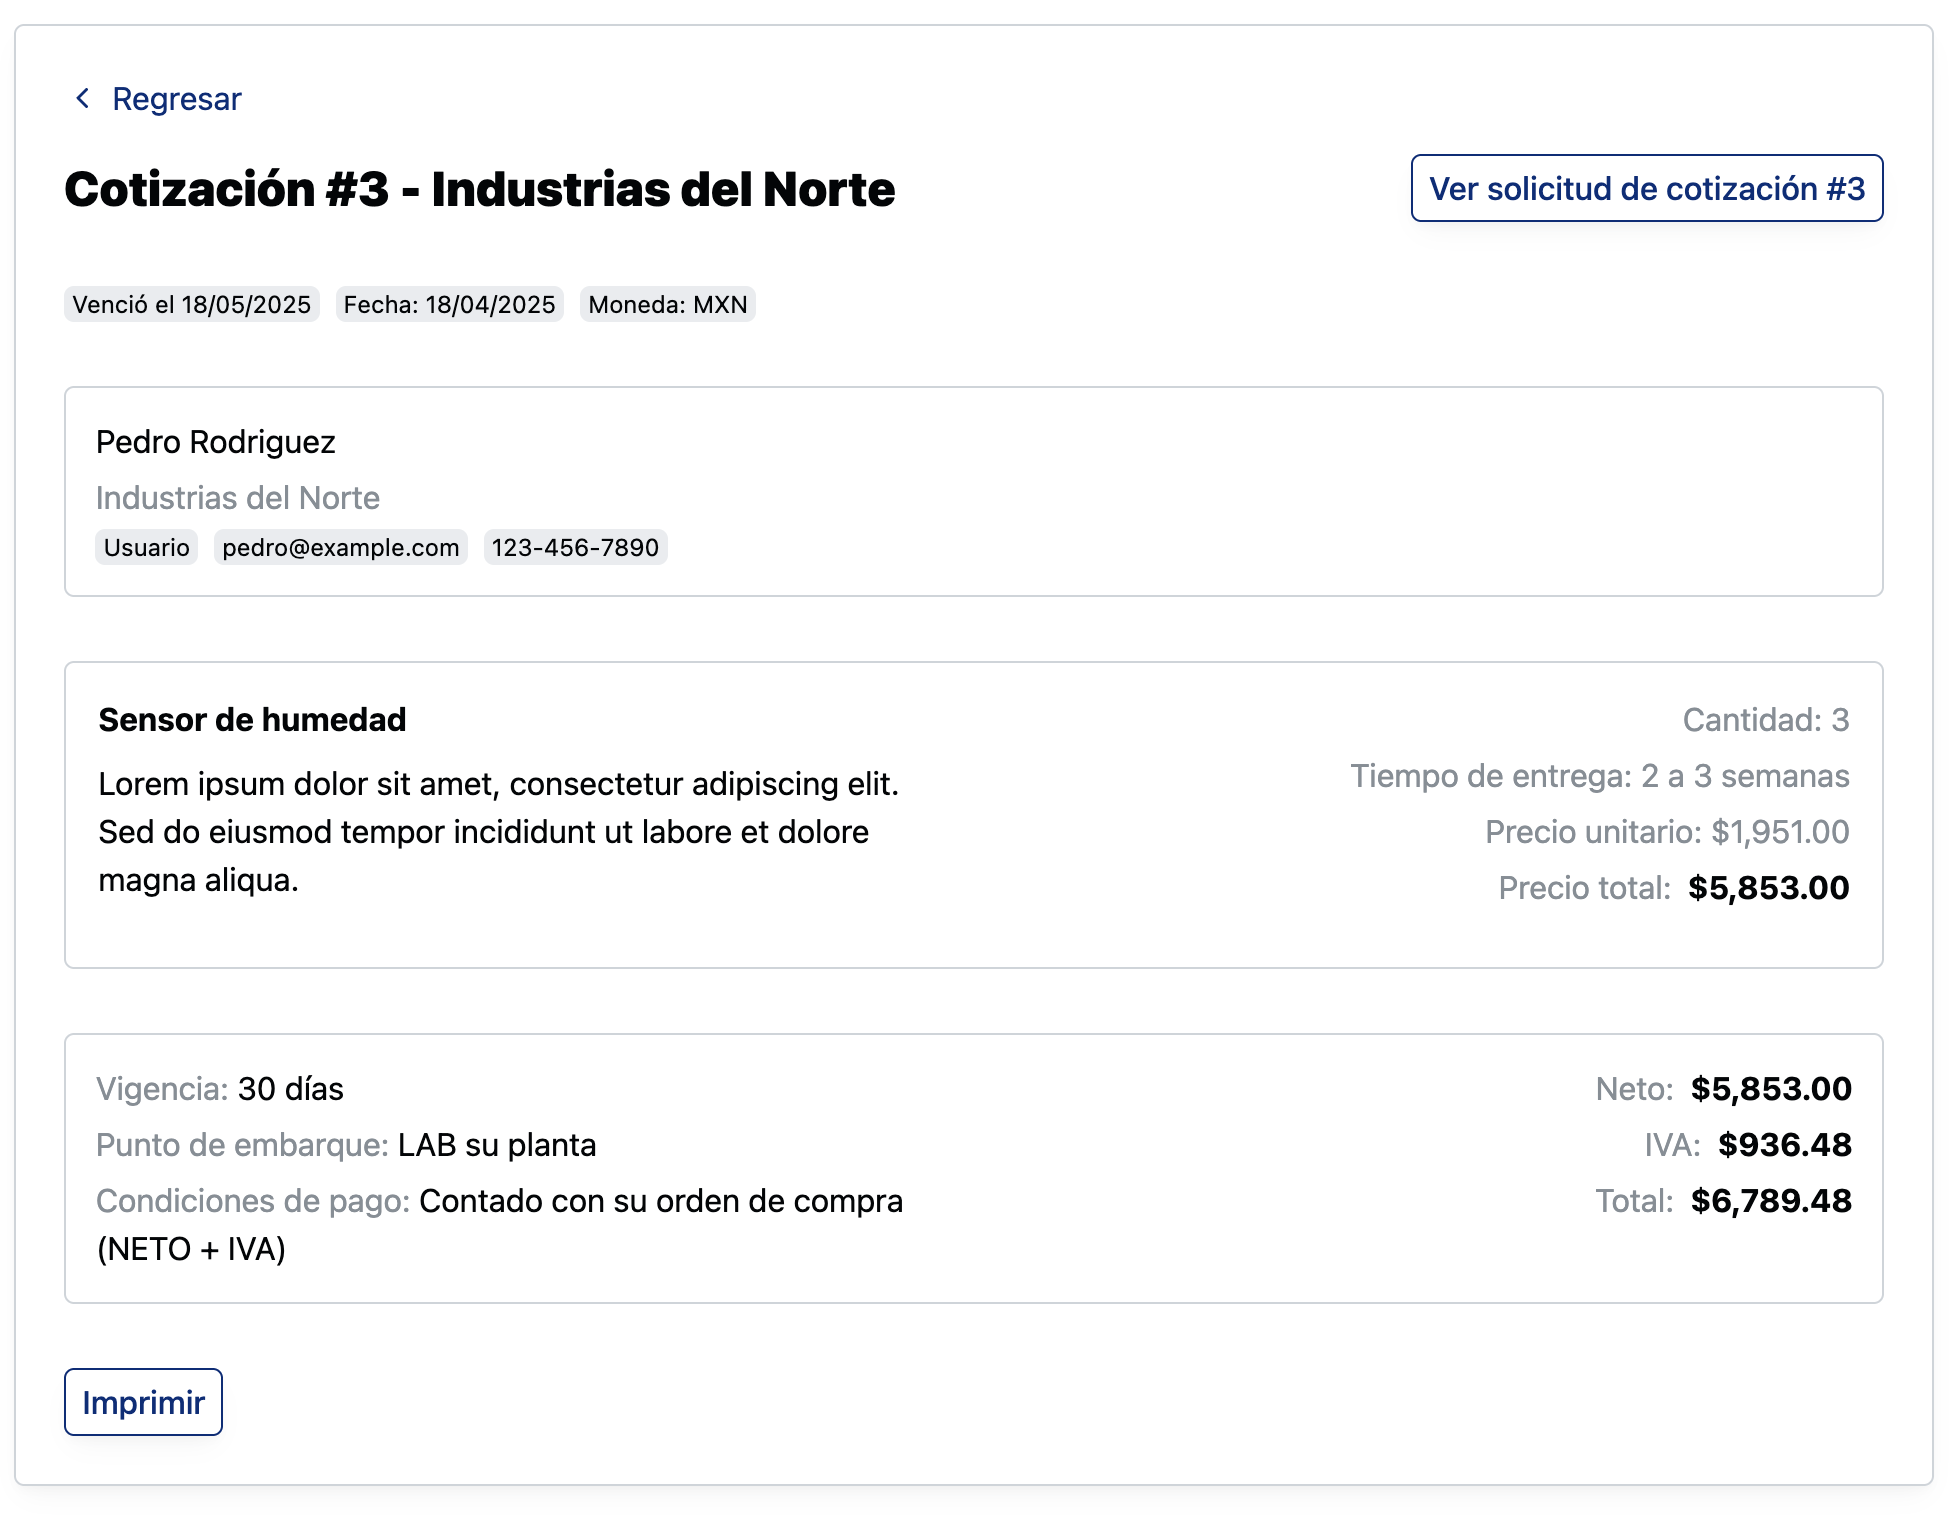 Regresar
Cotización #3 - Industrias del Norte
Ver solicitud de cotización #3
Venció el 18/05/2025 Fecha: 18/04/2025 Moneda: MXN
Pedro Rodriguez
Industrias del Norte
Usuario pedro@example.com 123-456-7890
Sensor de humedad
Lorem ipsum dolor sit amet, consectetur adipiscing elit.
Sed do eiusmod tempor incididunt ut labore et dolore
magna aliqua.
Cantidad: 3
Tiempo de entrega: 2 a 3 semanas
Precio unitario: $1,951.00
Precio total: $5,853.00
Vigencia: 30 días
Punto de embarque: LAB su planta
Condiciones de pago: Contado con su orden de compra
(NETO + IVA)
Neto: $5,853.00
IVA: $936.48
Total: $6,789.48
Imprimir